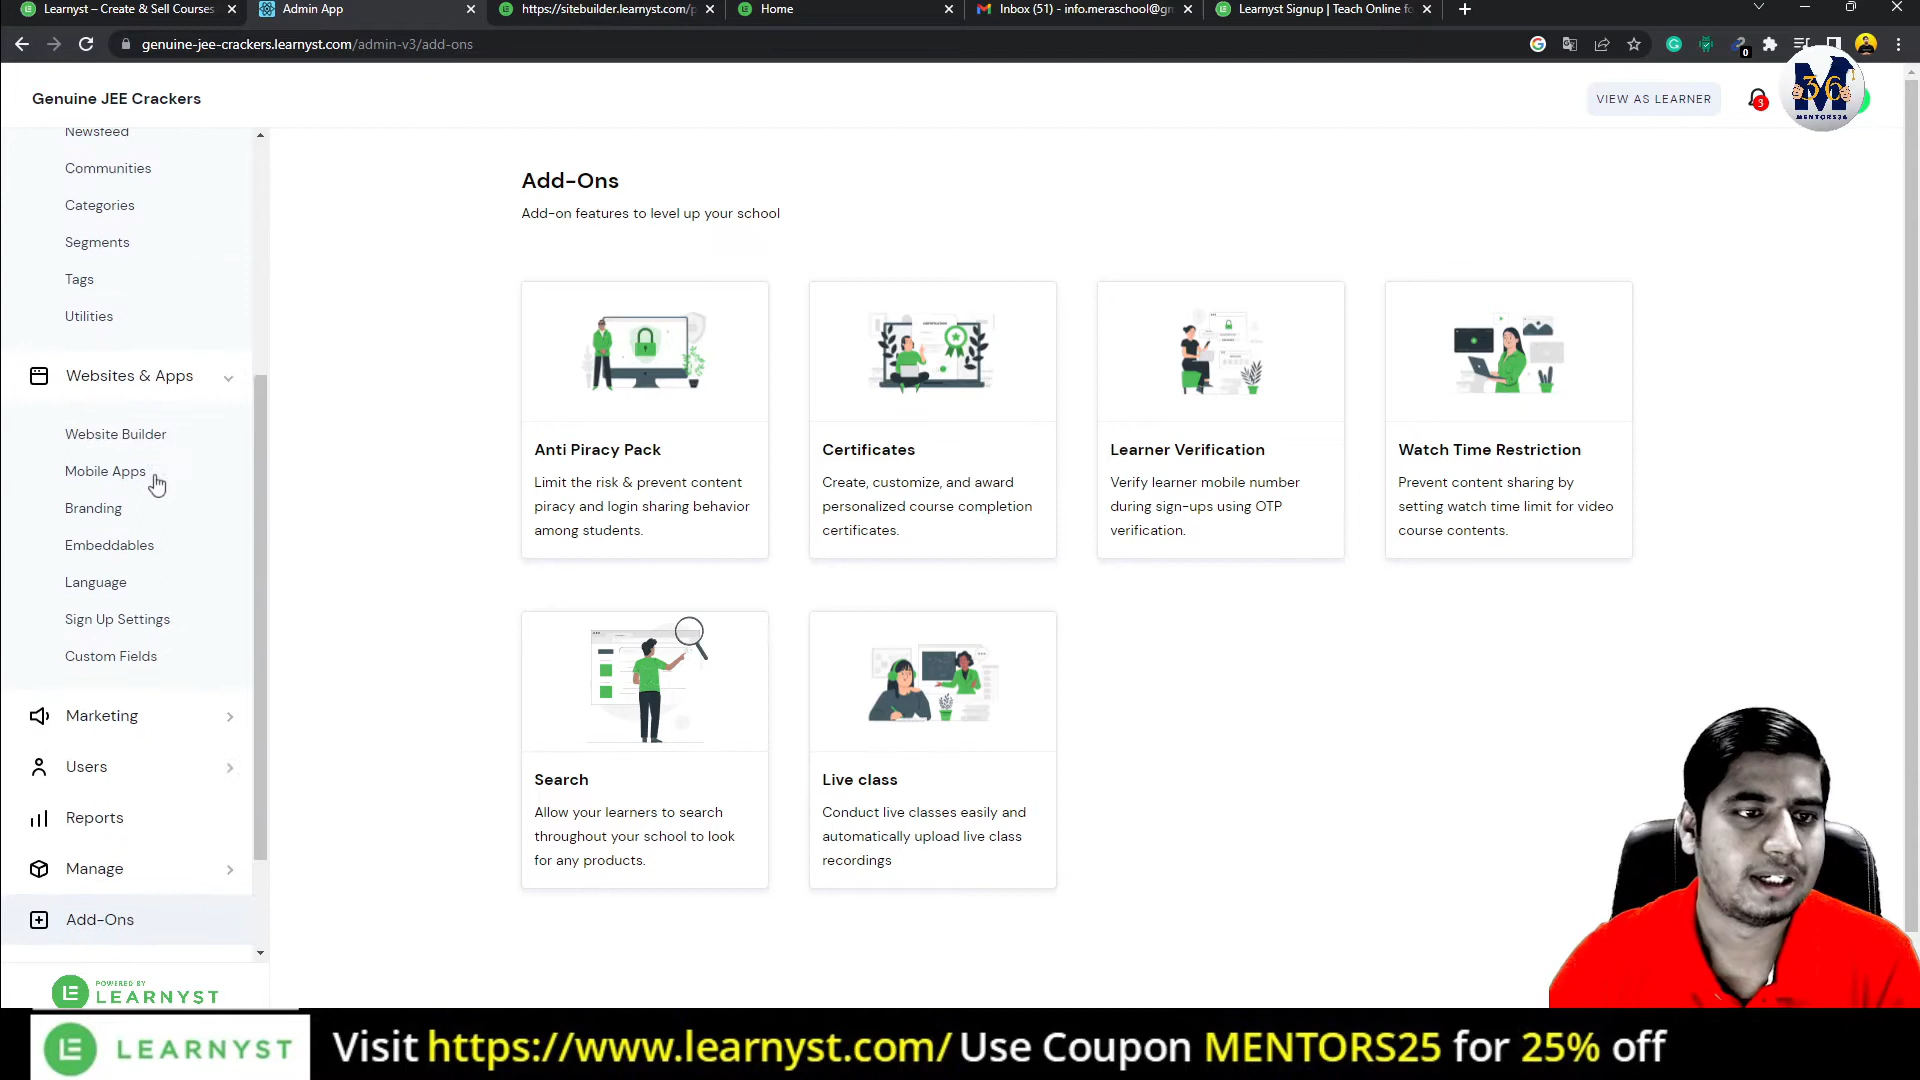 Learnyst – Create & Sell Courses
Admin App
https://sitebuilder.learnyst.com/p
Home
Inbox (51) - info.meraschool@gm
Learnyst Signup | Teach Online fo
genuine-jee-crackers.learnyst.com/admin-v3/add-ons
0
Genuine JEE Crackers
VIEW AS LEARNER
3
M
36
MENTORS36
Newsfeed
Communities
Categories
Segments
Tags
Utilities
Websites & Apps
Website Builder
Mobile Apps
Branding
Embeddables
Language
Sign Up Settings
Custom Fields
Marketing
Users
Reports
Manage
Add-Ons
POWERED BY
LEARNYST
Add-Ons
Add-on features to level up your school
Anti Piracy Pack
Limit the risk & prevent content
piracy and login sharing behavior
among students.
Certificates
Create, customize, and award
personalized course completion
certificates.
Learner Verification
Verify learner mobile number
during sign-ups using OTP
verification.
Watch Time Restriction
Prevent content sharing by
setting watch time limit for video
course contents.
Search
Allow your learners to search
throughout your school to look
for any products.
Live class
Conduct live classes easily and
automatically upload live class
recordings
LEARNYST
Visit https://www.learnyst.com/ Use Coupon MENTORS25 for 25% off